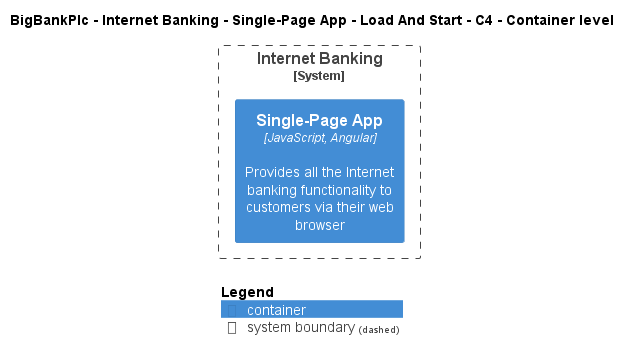 BigBankPlc - Internet Banking - Single-Page App - Load And Start - C4 - Container level
Internet Banking
[System]
Single-Page App
[JavaScript, Angular]
Provides all the Internet
banking functionality to
customers via their web
browser
Legend
container
system boundary (dashed)